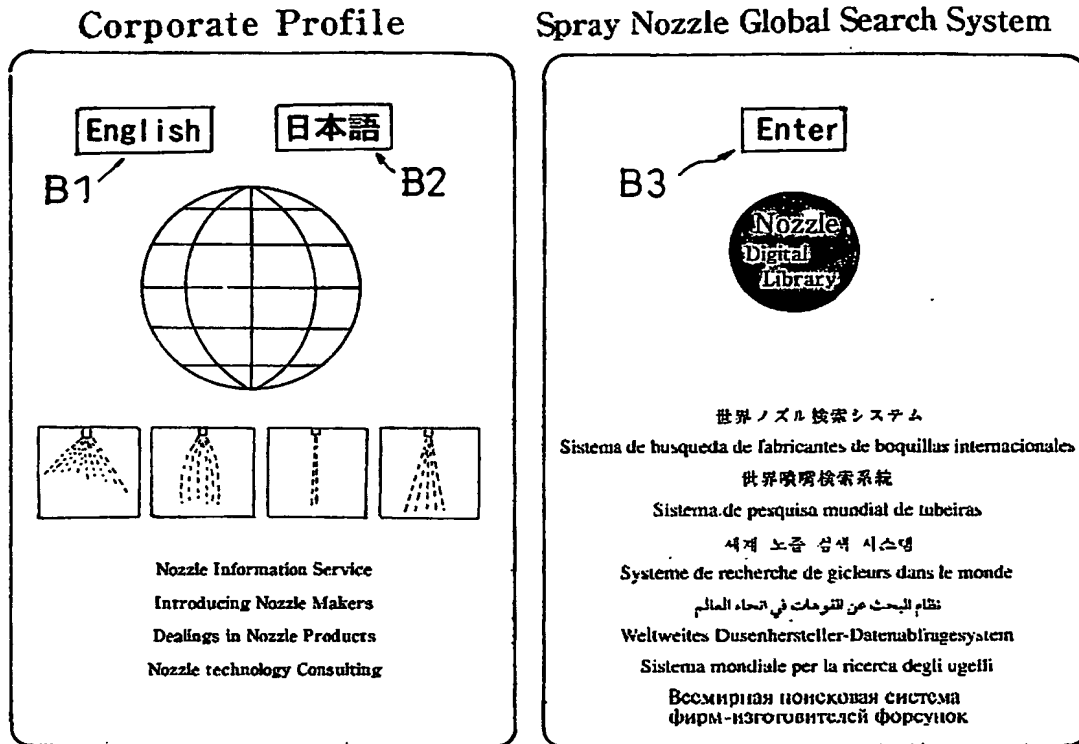 Corporate Profile
English
日本語
B1
B2
Nozzle Information Service
Introducing Nozzle Makers
Dealings in Nozzle Products
Nozzle technology Consulting
Spray Nozzle Global Search System
Enter
B3
Nozzle
Digital
Library
世界ノズル検索システム
Sistema de busqueda de fabricantes de boquillas internacionales
世界噴嘴検索系統
Sistema de pesquisa mundial de tubeiras
세계 노즐 검색 시스템
Systeme de recherche de gicleurs dans le monde
نظام البحث عن الفوهات في انحاء العالم
Weltweites Dusenhersteller-Datenabfragesystem
Sistema mondiale per la ricerca degli ugelli
Всемирная поисковая система
фирм-изготовителей форсунок